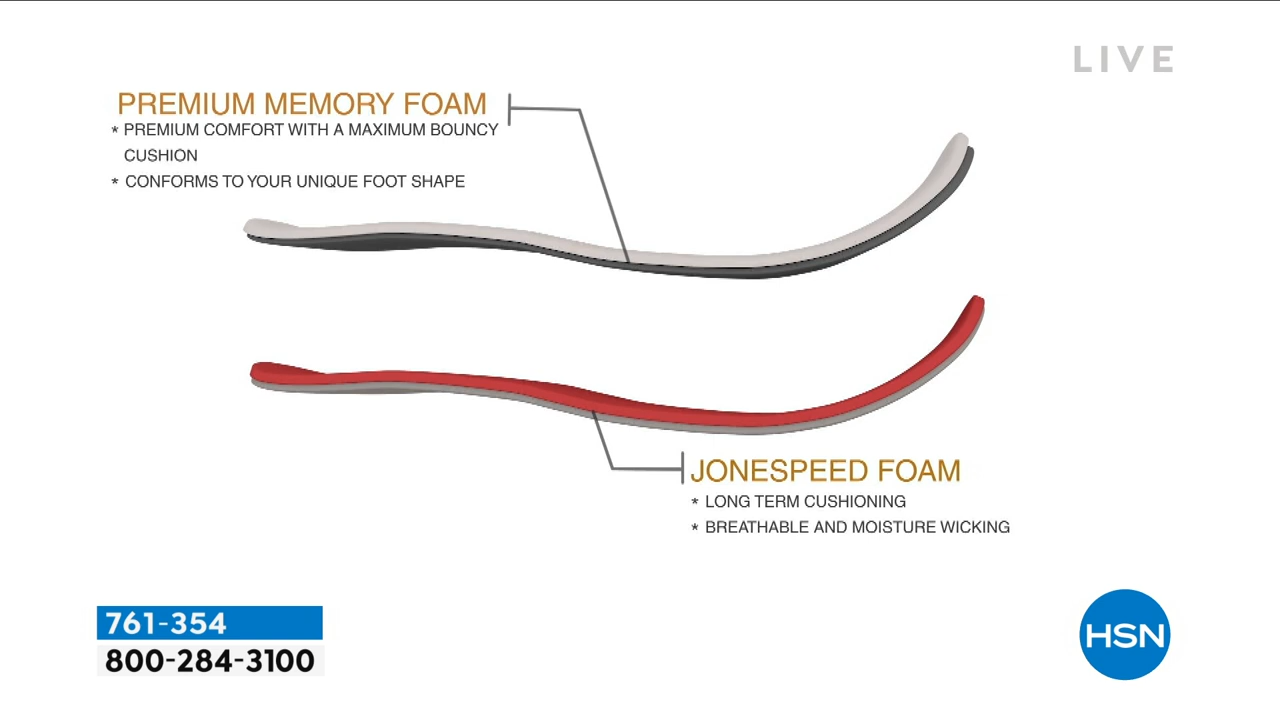 LIVE
PREMIUM MEMORY FOAM
* PREMIUM COMFORT WITH A MAXIMUM BOUNCY
CUSHION
* CONFORMS TO YOUR UNIQUE FOOT SHAPE
JONESPEED FOAM
* LONG TERM CUSHIONING
* BREATHABLE AND MOISTURE WICKING
761-354
800-284-3100
HSN